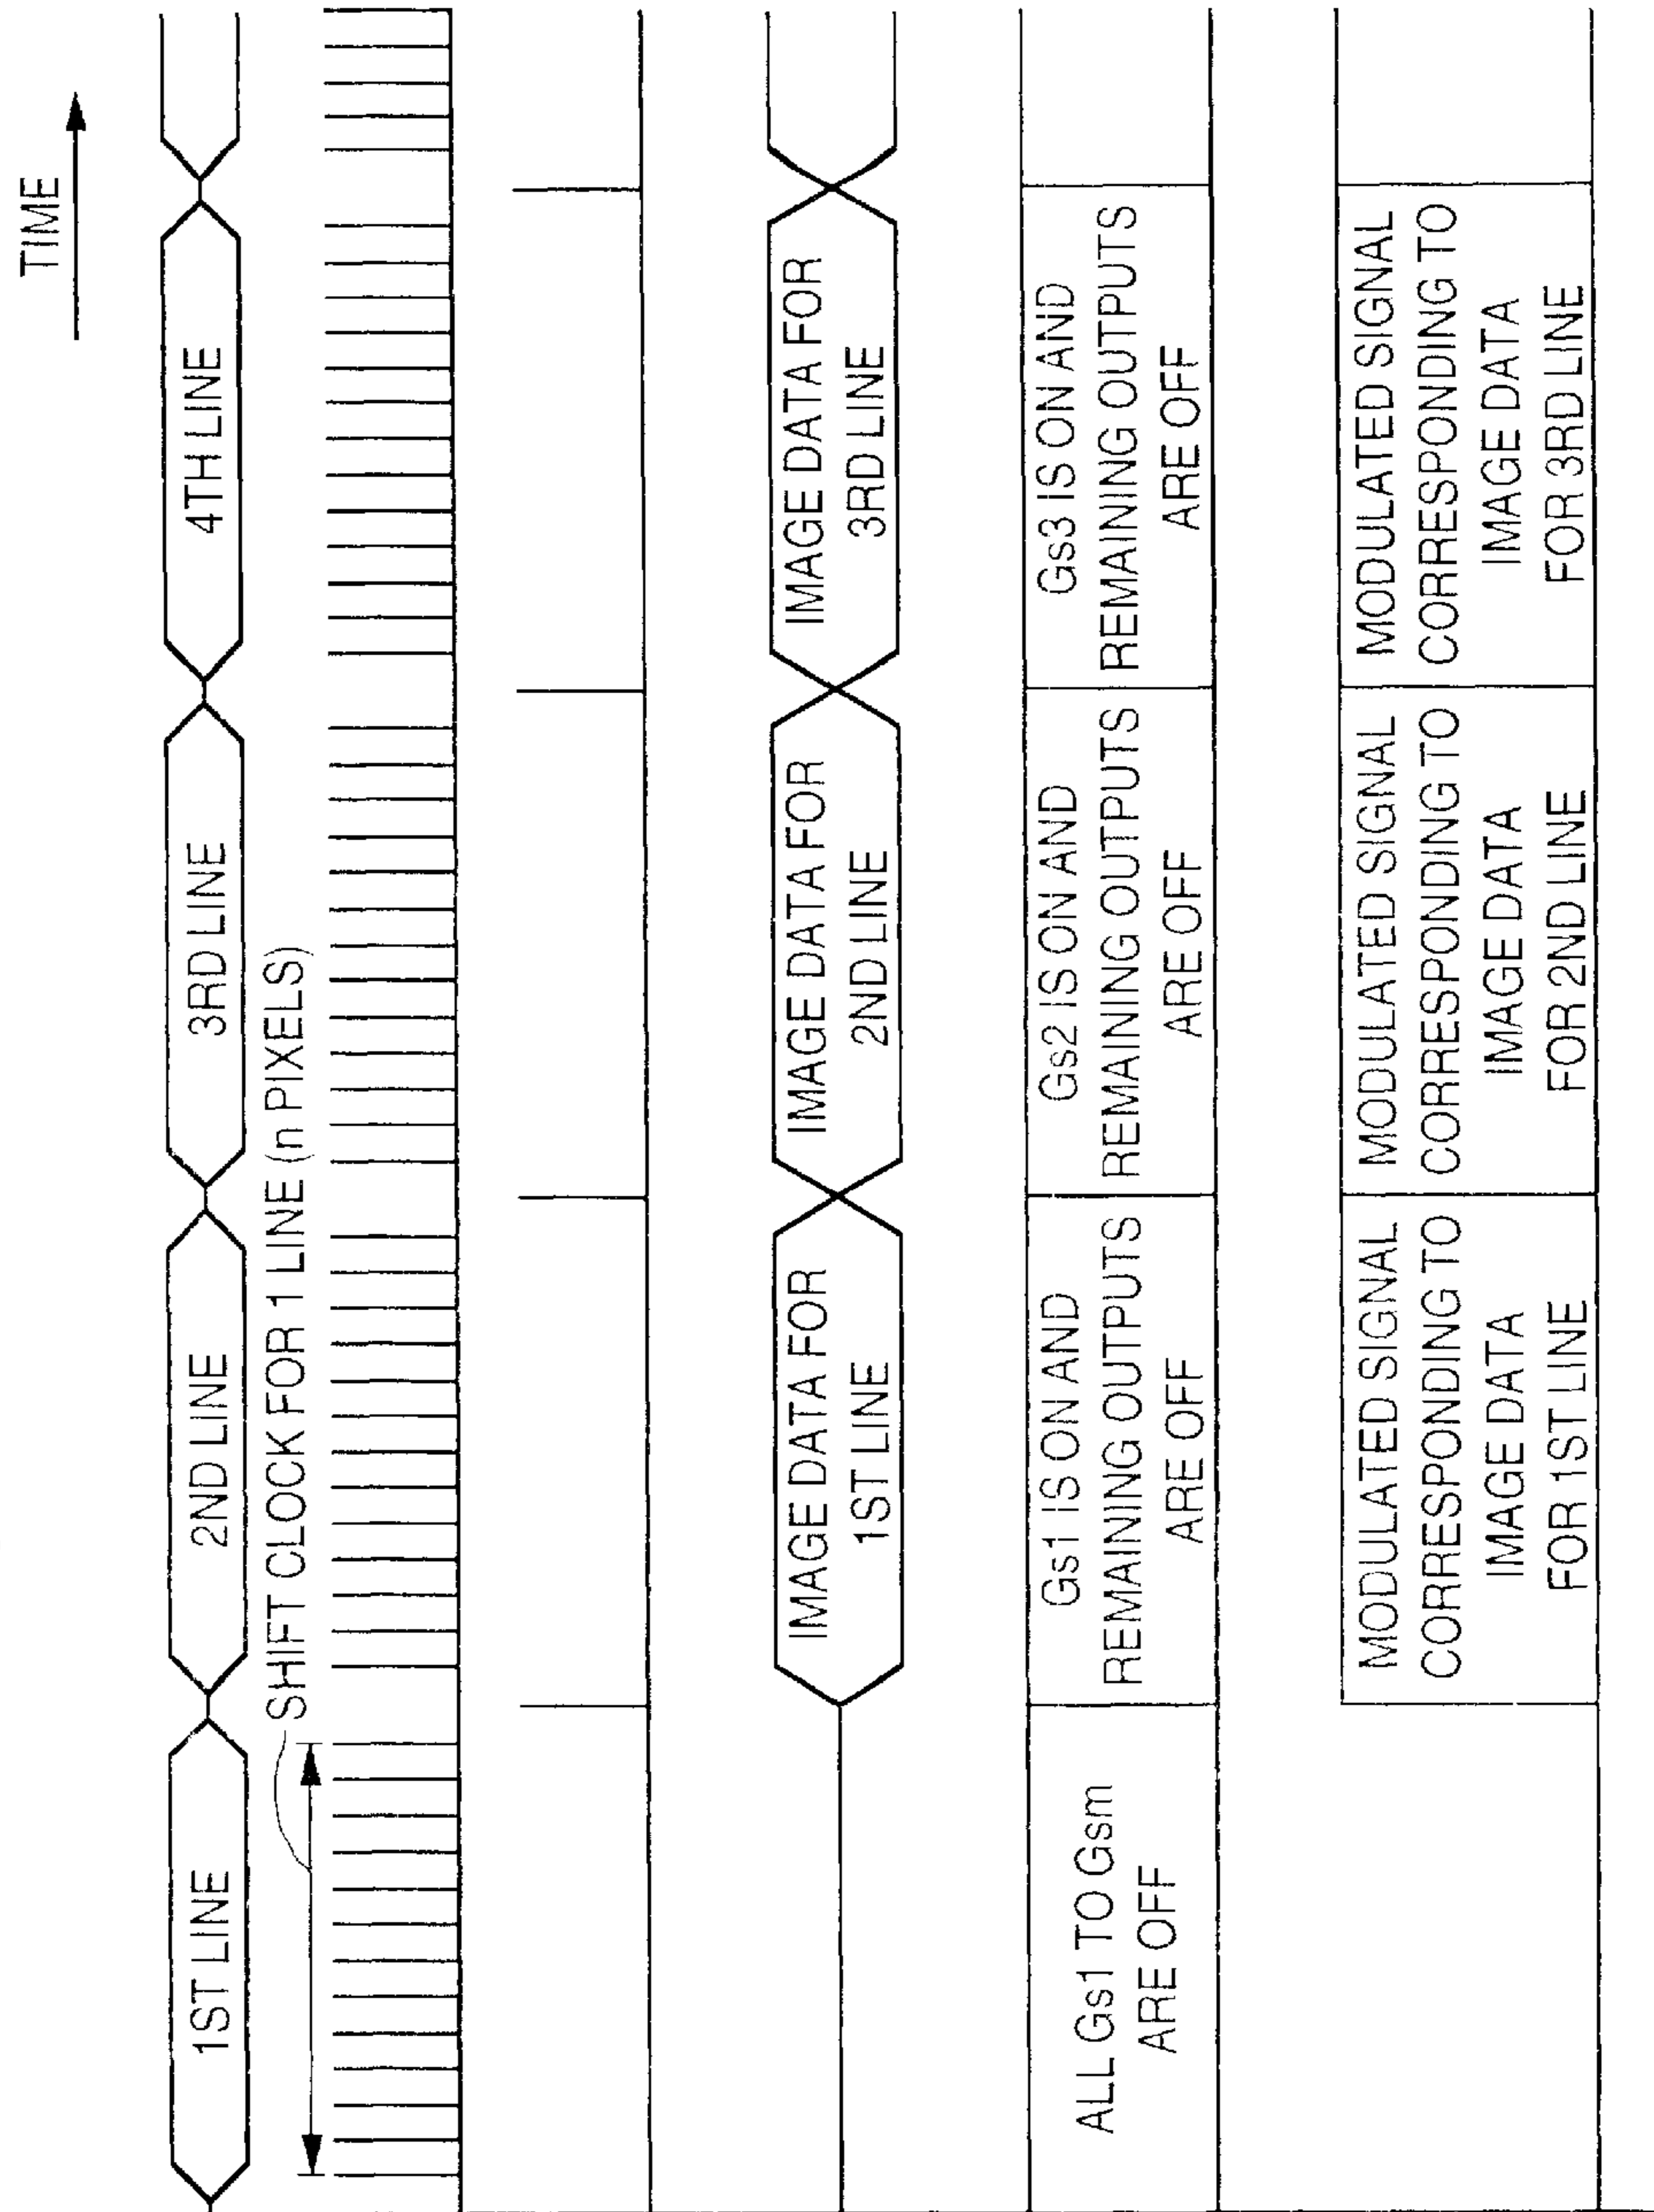 TIME
1ST LINE
2ND LINE
3RD LINE
4TH LINE
SHIFT CLOCK FOR 1 LINE (n PIXELS)
IMAGE DATA FOR
1ST LINE
IMAGE DATA FOR
2ND LINE
IMAGE DATA FOR
3RD LINE
ALL Gs1 TO Gsm
ARE OFF
Gs1 IS ON AND
REMAINING OUTPUTS
ARE OFF
Gs2 IS ON AND
REMAINING OUTPUTS
ARE OFF
Gs3 IS ON AND
REMAINING OUTPUTS
ARE OFF
MODULATED SIGNAL
CORRESPONDING TO
IMAGE DATA
FOR 1ST LINE
MODULATED SIGNAL
CORRESPONDING TO
IMAGE DATA
FOR 2ND LINE
MODULATED SIGNAL
CORRESPONDING TO
IMAGE DATA
FOR 3RD LINE